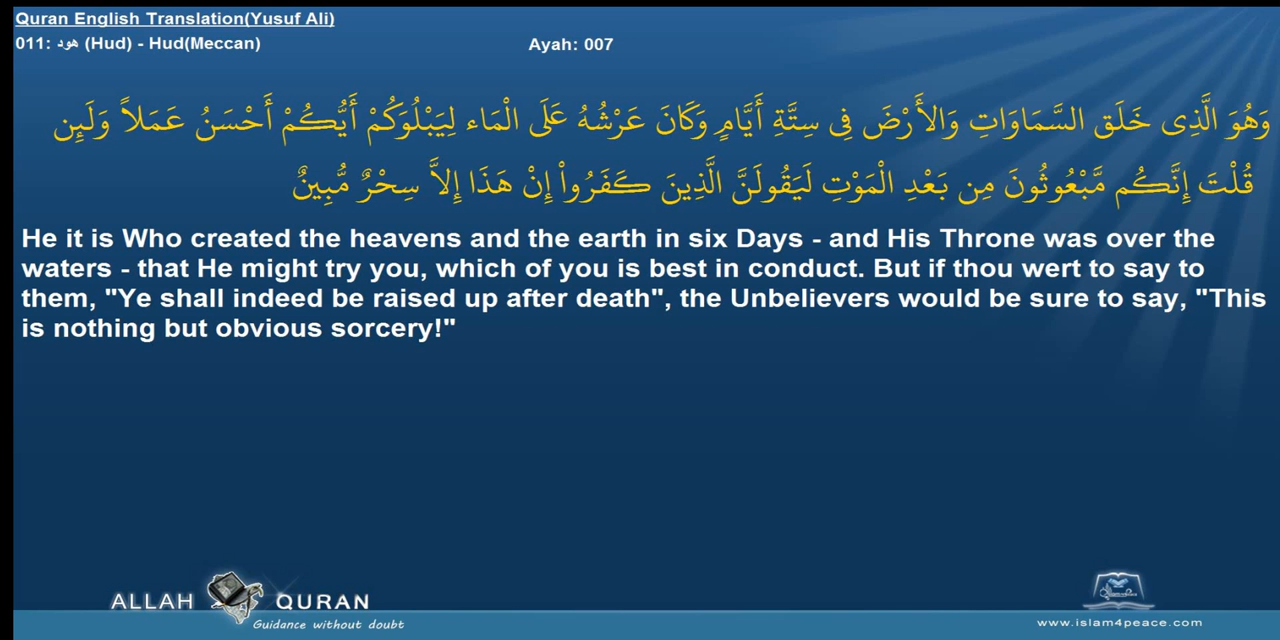 Quran English Translation(Yusuf Ali)
011: هود (Hud) - Hud(Meccan) Ayah: 007
وَهُوَ الَّذِى خَلَق السَّمَاوَاتِ وَالأَرْضَ فِى سِتَّةِ أَيَّامٍ وَكَانَ عَرْشُهُ عَلَى الْمَاء لِيَبْلُوَكُمْ أَيُّكُمْ أَحْسَنُ عَمَلاً وَلَئِن
قُلْتَ إِنَّكُم مَّبْعُوثُونَ مِن بَعْدِ الْمَوْتِ لَيَقُولَنَّ الَّذِينَ كَفَرُواْ إِنْ هَذَا إِلاَّ سِحْرٌ مُّبِينٌ
He it is Who created the heavens and the earth in six Days - and His Throne was over the
waters - that He might try you, which of you is best in conduct. But if thou wert to say to
them, "Ye shall indeed be raised up after death", the Unbelievers would be sure to say, "This
is nothing but obvious sorcery!"
ALLAH QURAN
Guidance without doubt
www.islam4peace.com